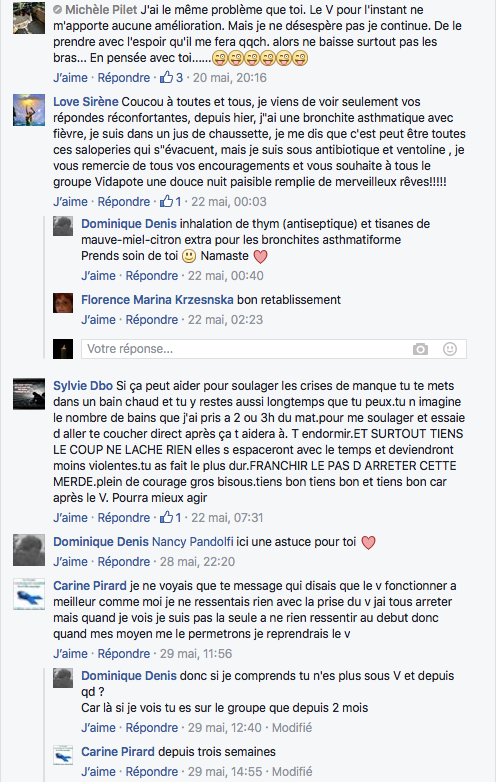 Michèle Pilet J'ai le même problème que toi. Le V pour l'instant ne
m'apporte aucune amélioration. Mais je ne désespère pas je continue. De le
prendre avec l'espoir qu'il me fera qqch. alors ne baisse surtout pas les
bras... En pensée avec toi......
J'aime · Répondre · 3 · 20 mai, 20:16
Love Sirène Coucou à toutes et tous, je viens de voir seulement vos
répondes réconfortantes, depuis hier, j"ai une bronchite asthmatique avec
fièvre, je suis dans un jus de chaussette, je me dis que c'est peut être toutes
ces saloperies qui s"évacuent, mais je suis sous antibiotique et ventoline , je
vous remercie de tous vos encouragements et vous souhaite à tous le
groupe Vidapote une douce nuit paisible remplie de merveilleux rêves!!!!!
J'aime · Répondre · 1 · 22 mai, 00:03
Dominique Denis inhalation de thym (antiseptique) et tisanes de
mauve-miel-citron extra pour les bronchites asthmatiforme
Prends soin de toi 🙂 Namaste ❤
J'aime · Répondre · 22 mai, 00:40
Florence Marina Krzesnska bon retablissement
J'aime · Répondre · 22 mai, 02:23
Votre réponse...
Sylvie Dbo Si ça peut aider pour soulager les crises de manque tu te mets
dans un bain chaud et tu y restes aussi longtemps que tu peux.tu n imagine
le nombre de bains que j'ai pris a 2 ou 3h du mat.pour me soulager et essaie
d aller te coucher direct après ça t aidera à. T endormir.ET SURTOUT TIENS
LE COUP NE LACHE RIEN elles s espaceront avec le temps et deviendront
moins violentes.tu as fait le plus dur.FRANCHIR LE PAS D ARRETER CETTE
MERDE.plein de courage gros bisous.tiens bon tiens bon et tiens bon car
après le V. Pourra mieux agir
J'aime · Répondre · 1 · 22 mai, 07:31
Dominique Denis Nancy Pandolfi ici une astuce pour toi ❤
J'aime · Répondre · 28 mai, 22:20
Carine Pirard je ne voyais que te message qui disais que le v fonctionner a
meilleur comme moi je ne ressentais rien avec la prise du v jai tous arreter
mais quand je vois je suis pas la seule a ne rien ressentir au debut donc
quand mes moyen me le permetrons je reprendrais le v
J'aime · Répondre · 29 mai, 11:56
Dominique Denis donc si je comprends tu n'es plus sous V et depuis
qd ?
Car là si je vois tu es sur le groupe que depuis 2 mois
J'aime · Répondre · 29 mai, 12:40 · Modifié
Carine Pirard depuis trois semaines
J'aime · Répondre · 29 mai, 14:55 · Modifié